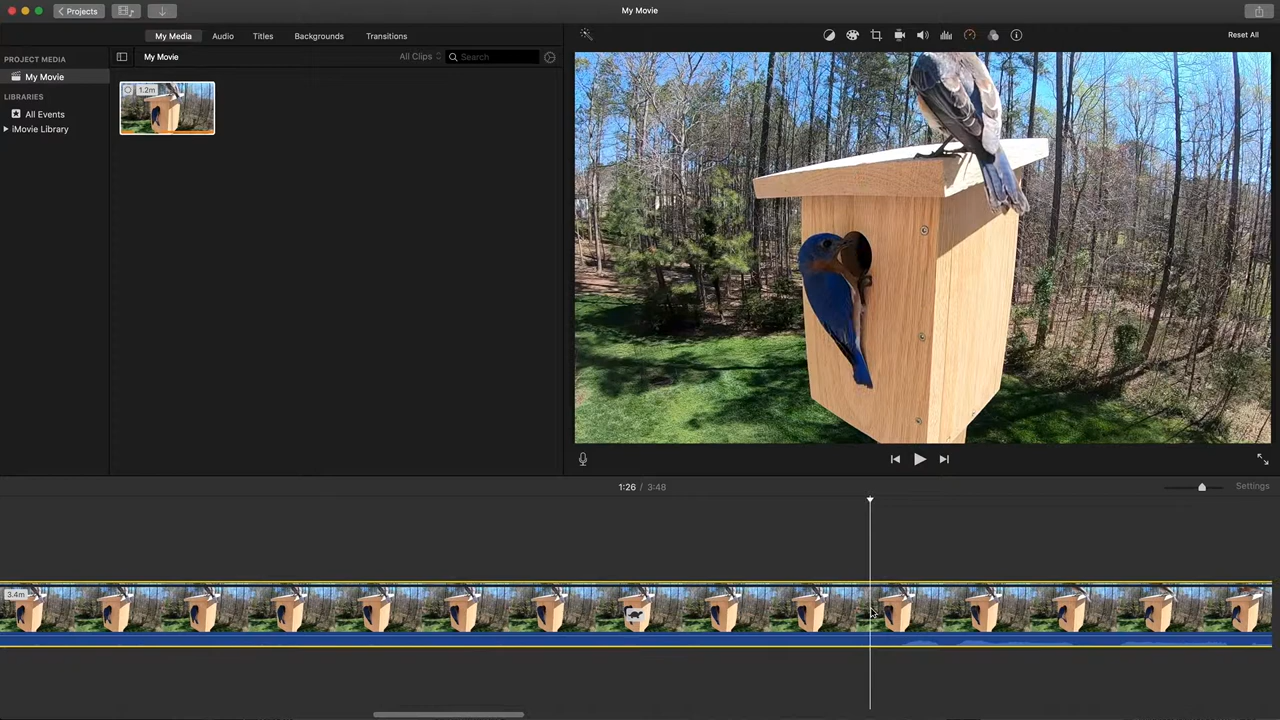 Projects
My Movie
My Media
Audio
Titles
Backgrounds
Transitions
Reset All
PROJECT MEDIA
My Movie
All Clips
Search
My Movie
1.2m
LIBRARIES
All Events
iMovie Library
1:26 / 3:48
Settings
3.4m